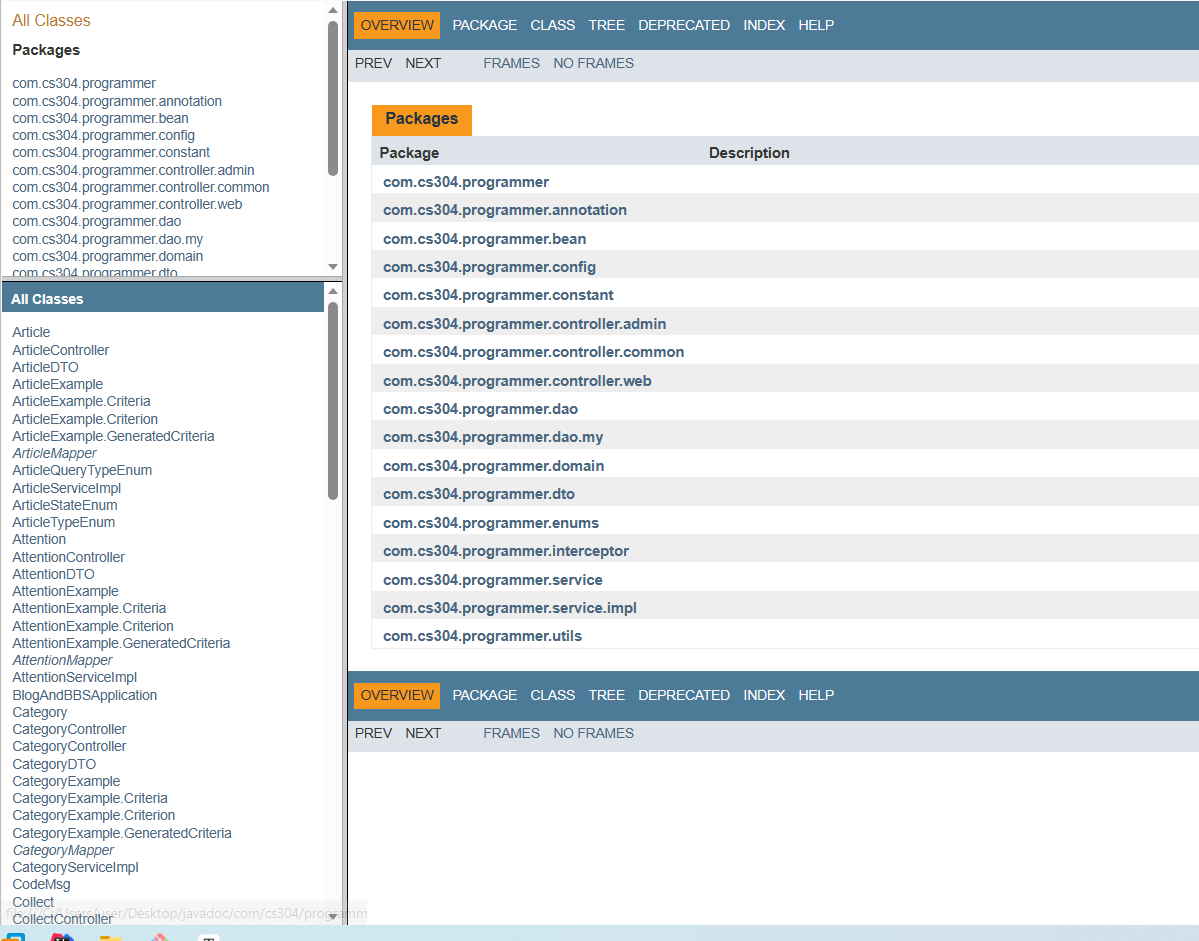 All Classes
Packages
com.cs304.programmer
com.cs304.programmer.annotation
com.cs304.programmer.bean
com.cs304.programmer.config
com.cs304.programmer.constant
com.cs304.programmer.controller.admin
com.cs304.programmer.controller.common
com.cs304.programmer.controller.web
com.cs304.programmer.dao
com.cs304.programmer.dao.my
com.cs304.programmer.domain
com.cs304.programmer.dto
All Classes
Article
ArticleController
ArticleDTO
ArticleExample
ArticleExample.Criteria
ArticleExample.Criterion
ArticleExample.GeneratedCriteria
ArticleMapper
ArticleQueryTypeEnum
ArticleServiceImpl
ArticleStateEnum
ArticleTypeEnum
Attention
AttentionController
AttentionDTO
AttentionExample
AttentionExample.Criteria
AttentionExample.Criterion
AttentionExample.GeneratedCriteria
AttentionMapper
AttentionServiceImpl
BlogAndBBSApplication
Category
CategoryController
CategoryController
CategoryDTO
CategoryExample
CategoryExample.Criteria
CategoryExample.Criterion
CategoryExample.GeneratedCriteria
CategoryMapper
CategoryServiceImpl
CodeMsg
Collect
CollectController
file:///C:/Users/user/Desktop/javadoc/com/cs304/programm
OVERVIEW PACKAGE CLASS TREE DEPRECATED INDEX HELP
PREV NEXT FRAMES NO FRAMES
Packages
Package Description
com.cs304.programmer
com.cs304.programmer.annotation
com.cs304.programmer.bean
com.cs304.programmer.config
com.cs304.programmer.constant
com.cs304.programmer.controller.admin
com.cs304.programmer.controller.common
com.cs304.programmer.controller.web
com.cs304.programmer.dao
com.cs304.programmer.dao.my
com.cs304.programmer.domain
com.cs304.programmer.dto
com.cs304.programmer.enums
com.cs304.programmer.interceptor
com.cs304.programmer.service
com.cs304.programmer.service.impl
com.cs304.programmer.utils
OVERVIEW PACKAGE CLASS TREE DEPRECATED INDEX HELP
PREV NEXT FRAMES NO FRAMES